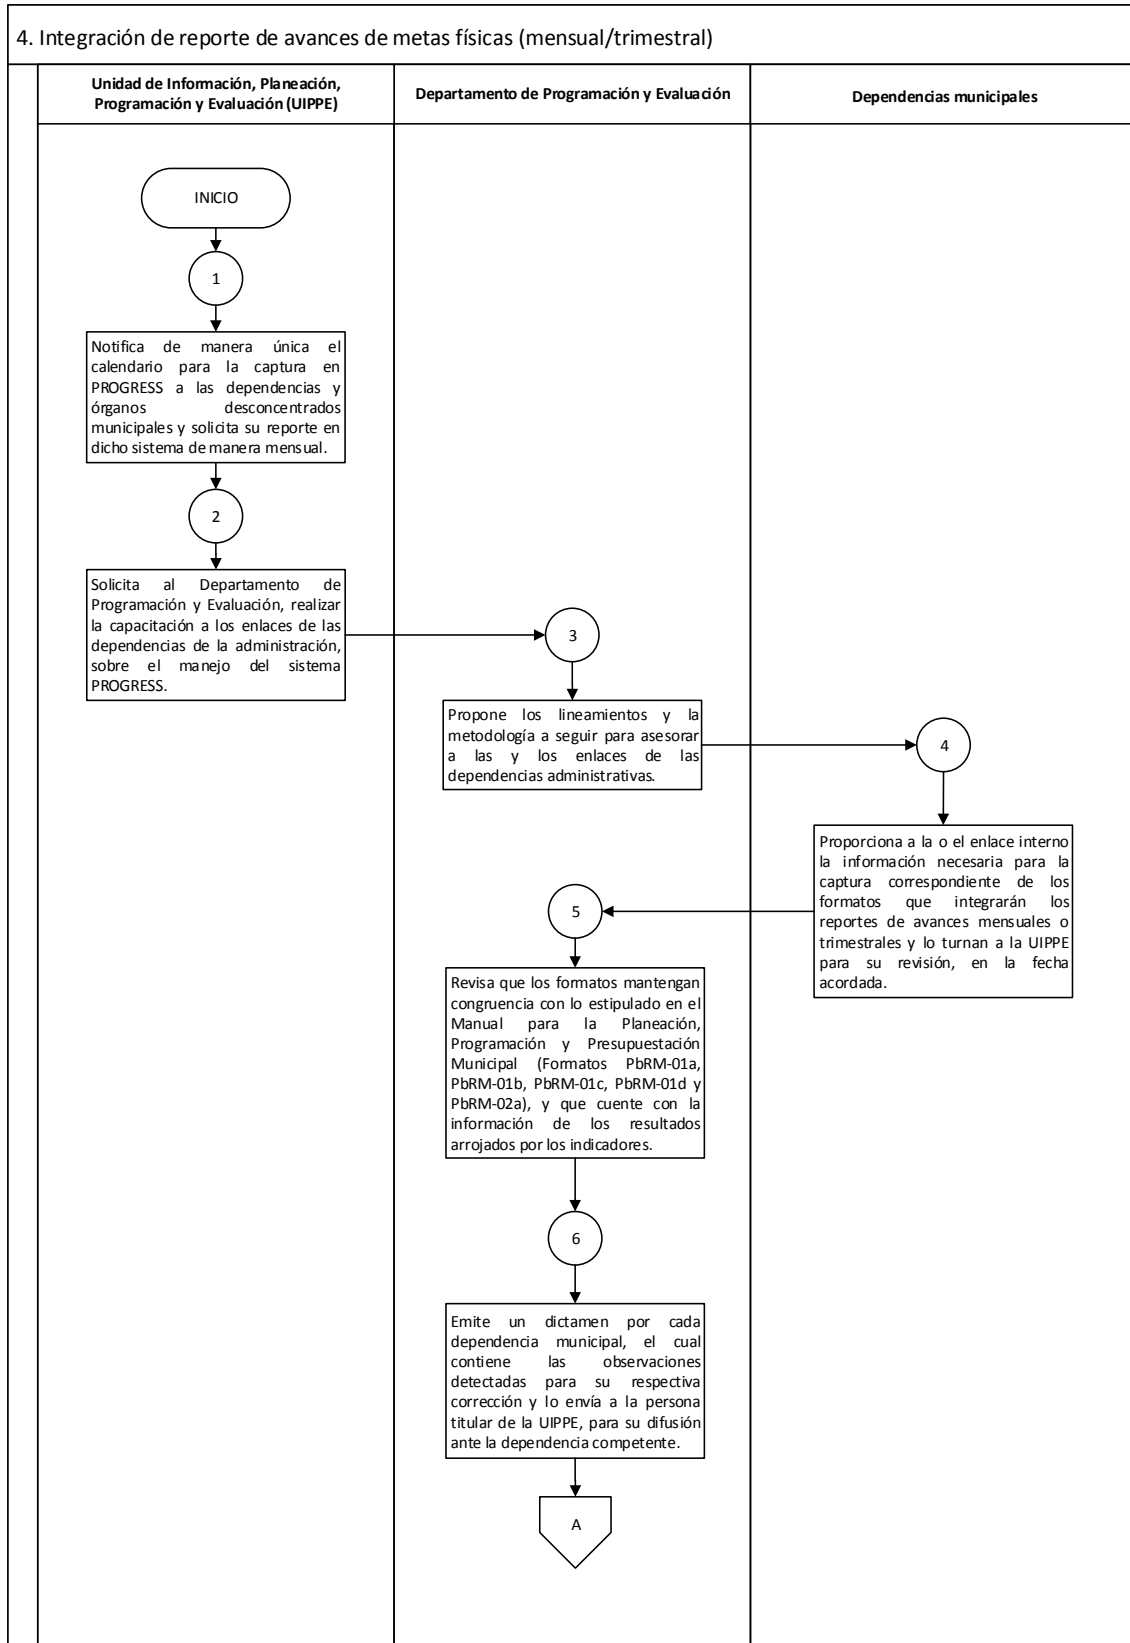 4. Integración de reporte de avances de metas físicas (mensual/trimestral)
Unidad de Información, Planeación,
Programación y Evaluación (UIPPE)
Departamento de Programación y Evaluación
Dependencias municipales
INICIO
1
Notifica de manera única el
calendario para la captura en
PROGRESS a las dependencias y
órganos desconcentrados
municipales y solicita su reporte en
dicho sistema de manera mensual.
2
Solicita al Departamento de
Programación y Evaluación, realizar
la capacitación a los enlaces de las
dependencias de la administración,
sobre el manejo del sistema
PROGRESS.
3
Propone los lineamientos y la
metodología a seguir para asesorar
a las y los enlaces de las
dependencias administrativas.
4
Proporciona a la o el enlace interno
la información necesaria para la
captura correspondiente de los
formatos que integrarán los
reportes de avances mensuales o
trimestrales y lo turnan a la UIPPE
para su revisión, en la fecha
acordada.
5
Revisa que los formatos mantengan
congruencia con lo estipulado en el
Manual para la Planeación,
Programación y Presupuestación
Municipal (Formatos PbRM-01a,
PbRM-01b, PbRM-01c, PbRM-01d y
PbRM-02a), y que cuente con la
información de los resultados
arrojados por los indicadores.
6
Emite un dictamen por cada
dependencia municipal, el cual
contiene las observaciones
detectadas para su respectiva
corrección y lo envía a la persona
titular de la UIPPE, para su difusión
ante la dependencia competente.
A